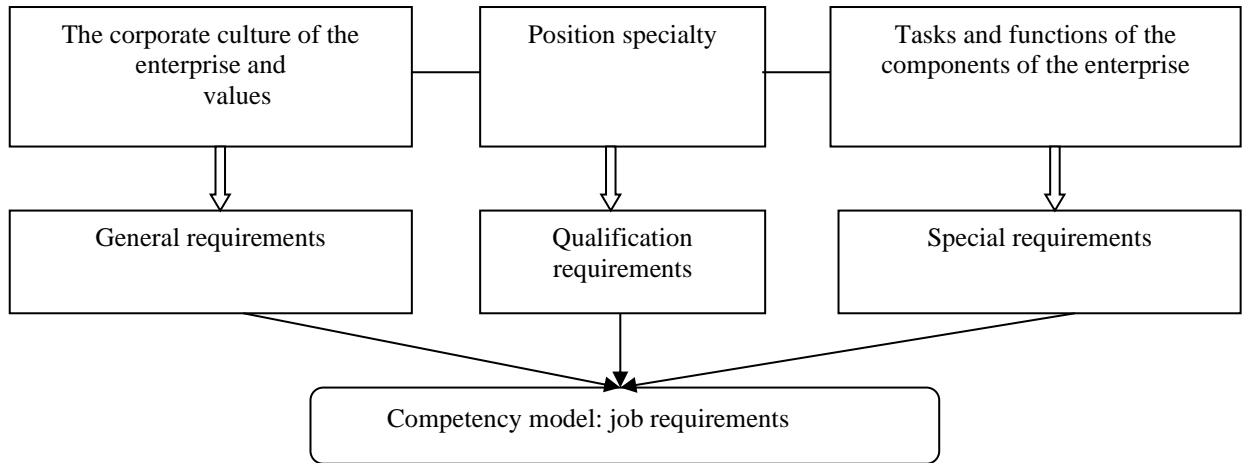 The corporate culture of the
enterprise and
values
Position specialty
Tasks and functions of the
components of the enterprise
General requirements
Qualification
requirements
Special requirements
Competency model: job requirements